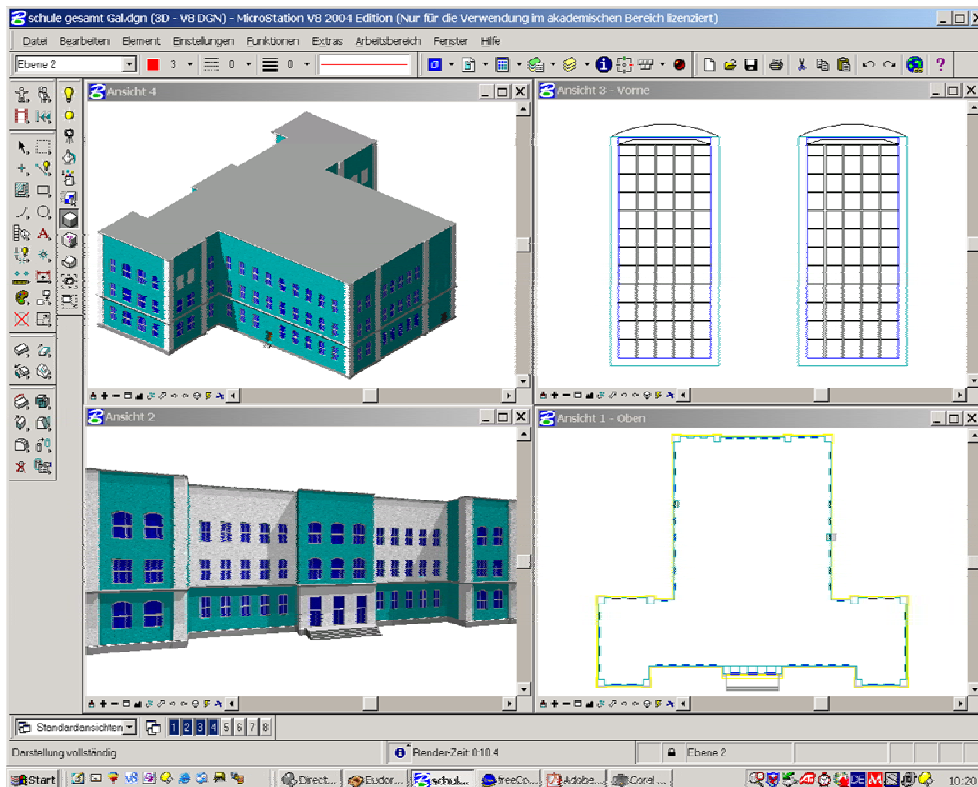 schule gesamt Gal.dgn (3D - V8 DGN) - MicroStation V8 2004 Edition (Nur für die Verwendung im akademischen Bereich lizenziert)
Datei Bearbeiten Element Einstellungen Funktionen Extras Arbeitsbereich Fenster Hilfe
Ebene 2 3 0 0
Ansicht 4
Ansicht 3 - Vorne
Ansicht 2
Ansicht 1 - Oben
Standardansichten 1 2 3 4 5 6 7 8
Darstellung vollständig Render-Zeit: 0:10.4 Ebene 2
Start Direct... Eudor... schul... freeCo... Adobe... Corel ... DE 10:20